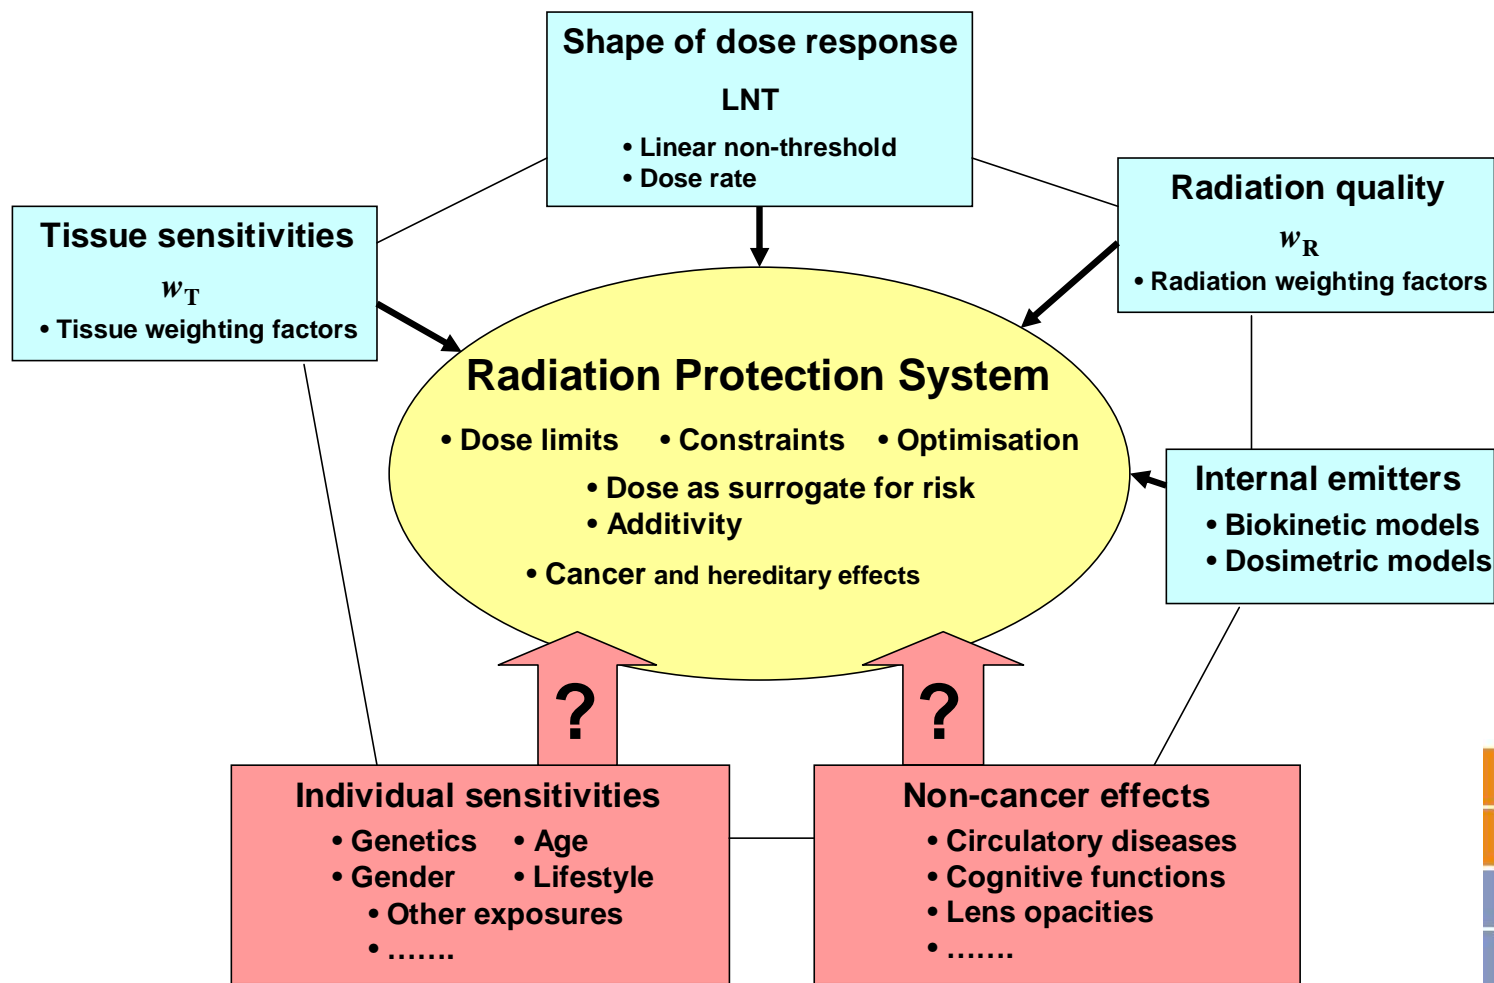 Shape of dose response
LNT
• Linear non-threshold
• Dose rate
Tissue sensitivities
wT
• Tissue weighting factors
Radiation quality
wR
• Radiation weighting factors
Radiation Protection System
• Dose limits • Constraints • Optimisation
• Dose as surrogate for risk
• Additivity
• Cancer and hereditary effects
Internal emitters
• Biokinetic models
• Dosimetric models
?
?
Individual sensitivities
• Genetics • Age
• Gender • Lifestyle
• Other exposures
• …….
Non-cancer effects
• Circulatory diseases
• Cognitive functions
• Lens opacities
• …….